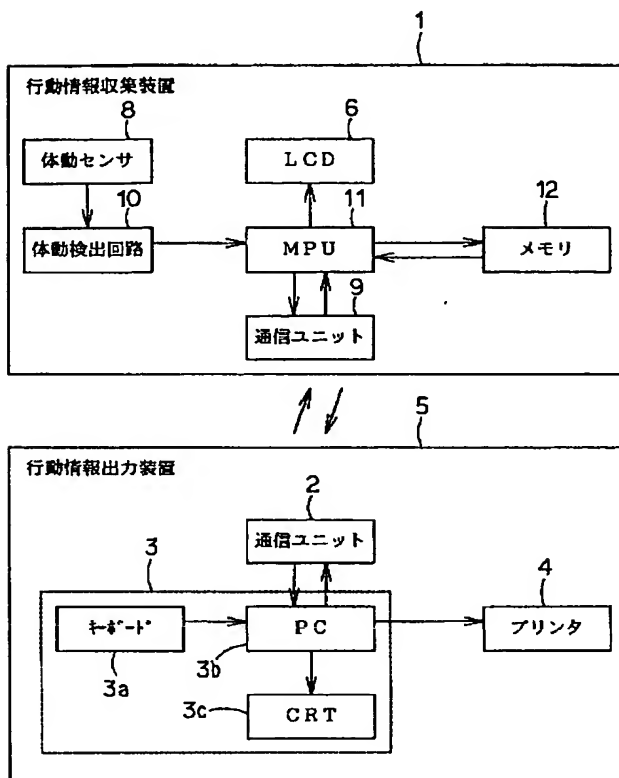 1
行動情報収集装置
8
体動センサ
6
LCD
10
体動検出回路
11
MPU
12
メモリ
9
通信ユニット
5
行動情報出力装置
2
通信ユニット
3
キーボード
3a
PC
3b
4
プリンタ
3c
CRT